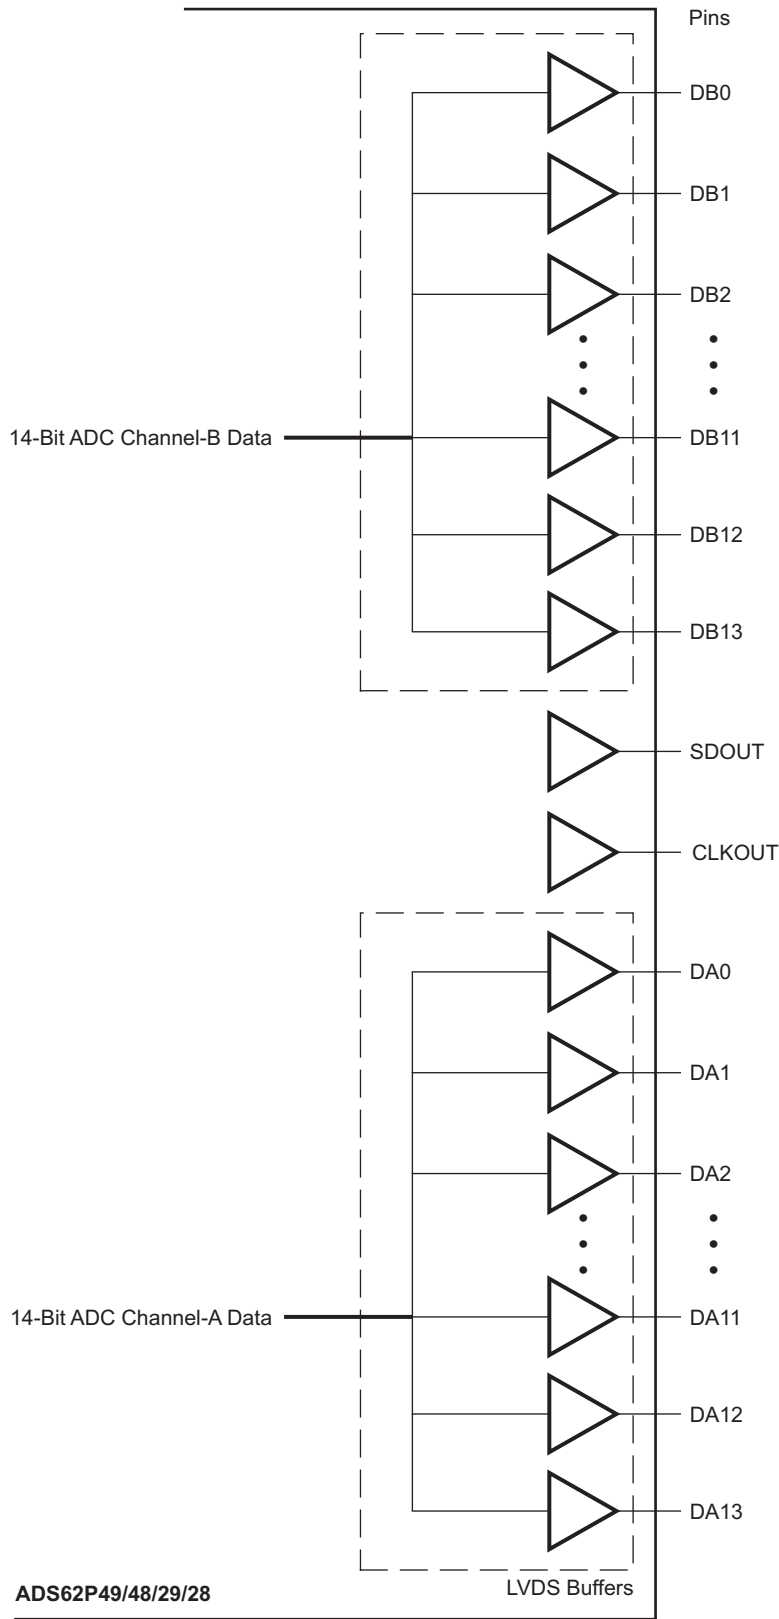 Pins
DB0
DB1
DB2
14-Bit ADC Channel-B Data
DB11
DB12
DB13
SDOUT
CLKOUT
DA0
DA1
DA2
14-Bit ADC Channel-A Data
DA11
DA12
DA13
LVDS Buffers
ADS62P49/48/29/28